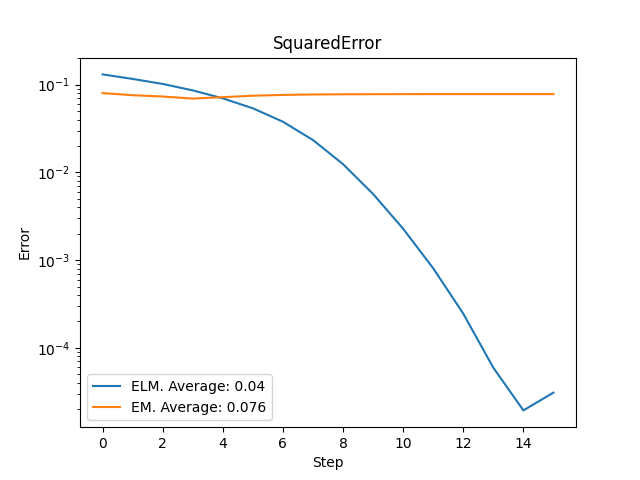 SquaredError
10⁻¹
10⁻²
10⁻³
10⁻⁴
Error
ELM. Average: 0.04
EM. Average: 0.076
0 2 4 6 8 10 12 14
Step